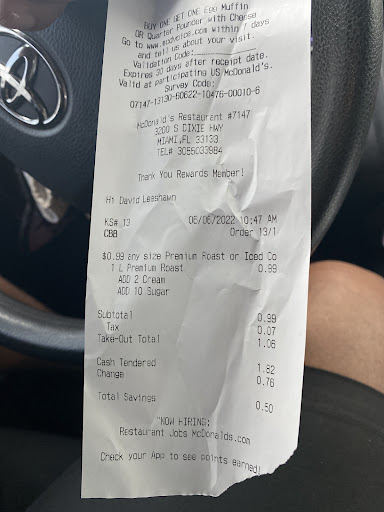 BUY ONE GET ONE Egg Muffin
OR Quarter Pounder with Cheese
Go to www.mcdvoice.com within 7 days
and tell us about your visit.
Validation Code:
Expires 30 days after receipt date.
Valid at participating US McDonald's.
Survey Code:
07147-13130-60622-10476-00010-6
McDonald's Restaurant #7147
3200 S DIXIE HWY
MIAMI,FL 33133
TEL# 3055033984
Thank You Rewards Member!
Hi David Leeshawn
KS# 13 06/06/2022 10:47 AM
CBB Order 13/1
$0.99 any size Premium Roast or Iced Co
1 L Premium Roast 0.99
ADD 2 Cream
ADD 10 Sugar
Subtotal 0.99
Tax 0.07
Take-Out Total 1.06
Cash Tendered 1.82
Change 0.76
Total Savings 0.50
*NOW HIRING:
Restaurant Jobs McDonalds.com
Check your App to see points earned!